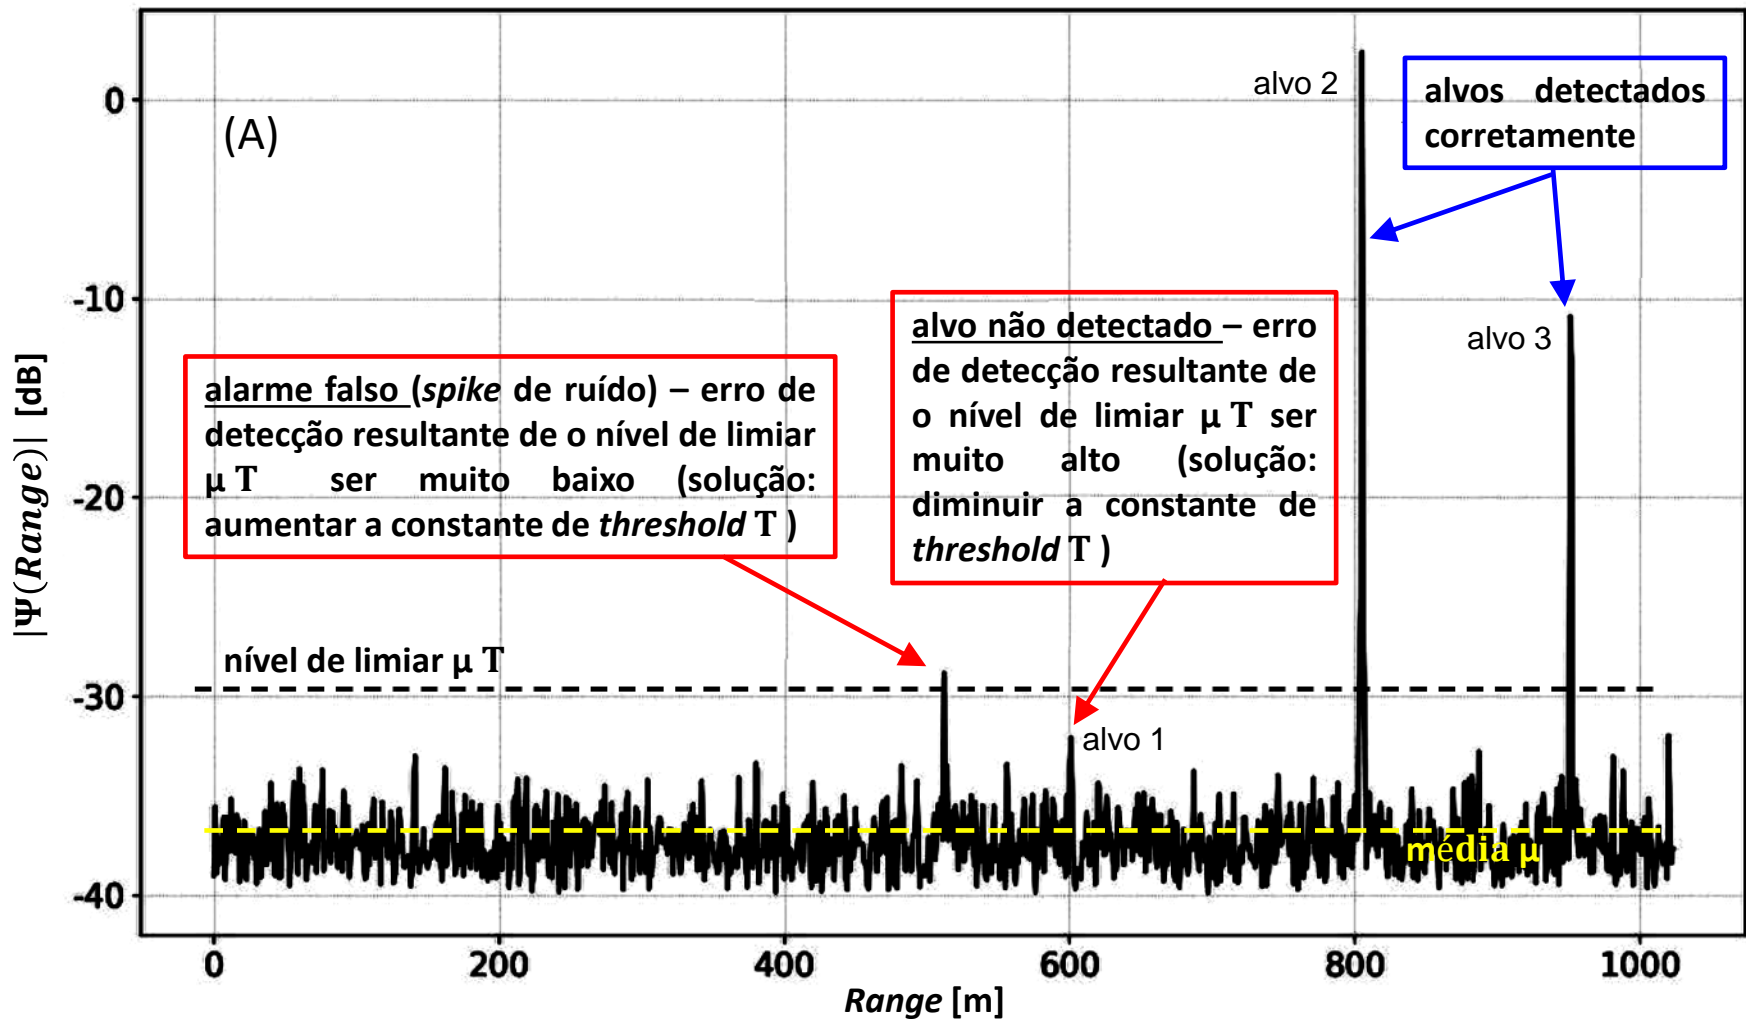 alvo 2
alvos detectados
corretamente
(A)
0
-10
-20
-30
-40
|Ψ(Range)| [dB]
alvo não detectado – erro
de detecção resultante de
o nível de limiar μ T ser
muito alto (solução:
diminuir a constante de
threshold T )
alvo 3
alarme falso (spike de ruído) – erro de
detecção resultante de o nível de limiar
μ T ser muito baixo (solução:
aumentar a constante de threshold T )
nível de limiar μ T
alvo 1
média μ
0 200 400 600 800 1000
Range [m]